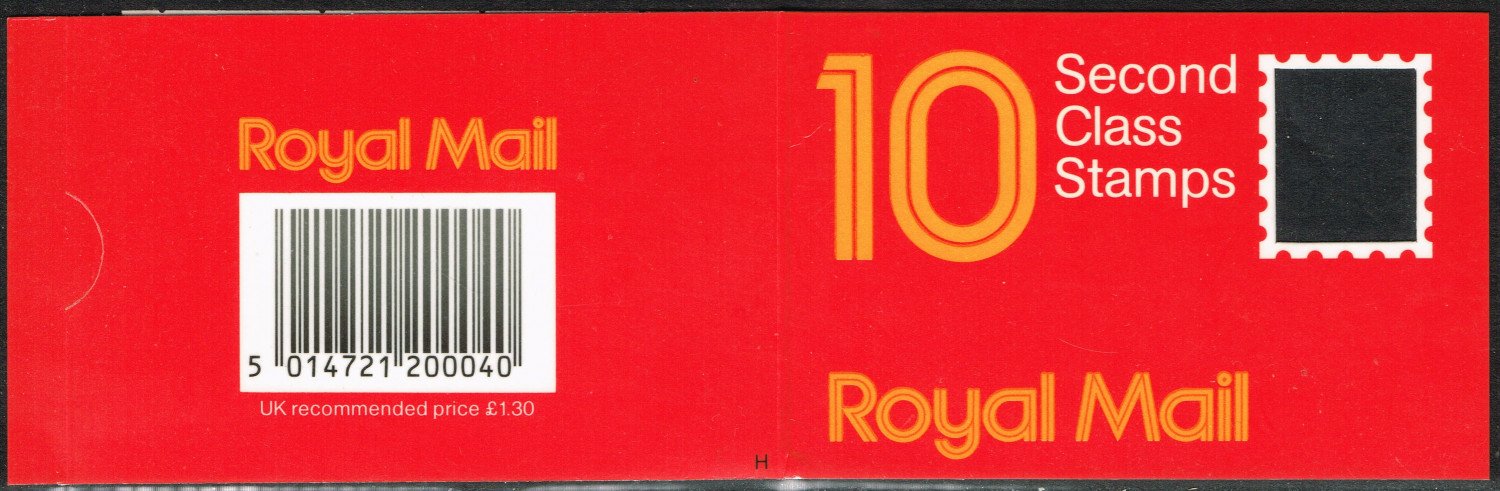 Royal Mail
5 014721 200040
UK recommended price £1.30
H
10
Second
Class
Stamps
Royal Mail